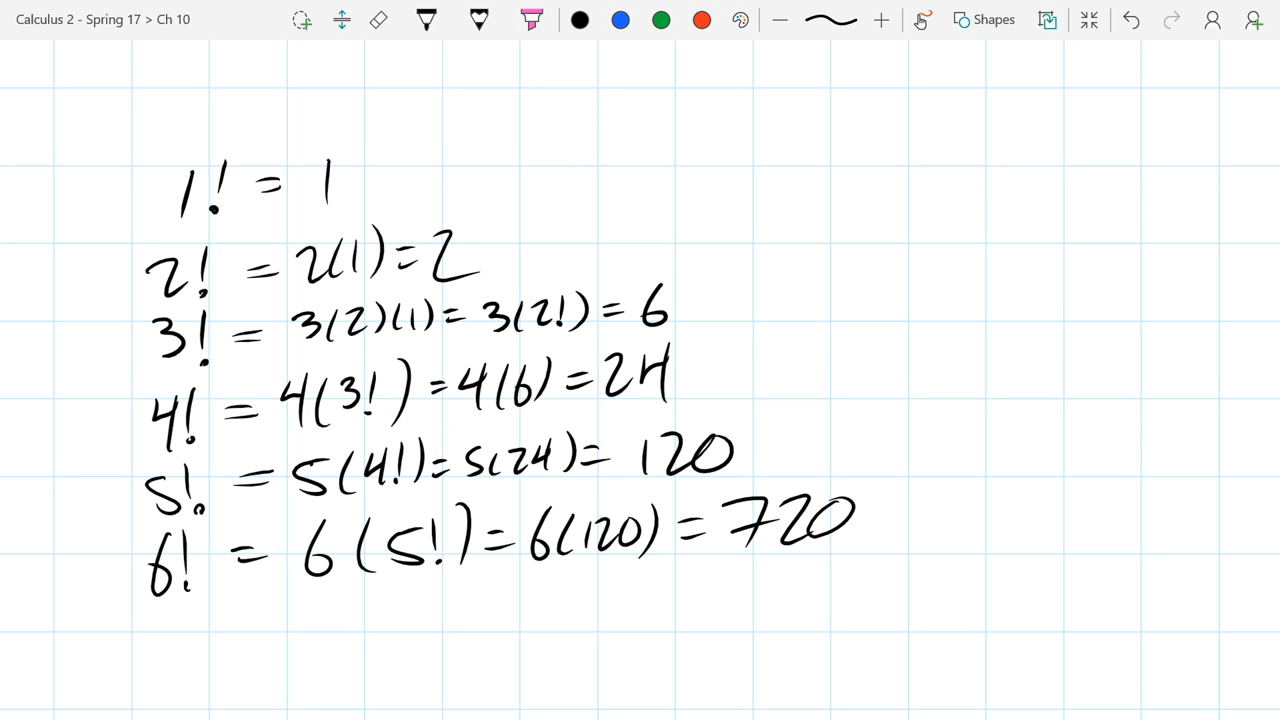 Calculus 2 - Spring 17 > Ch 10
Shapes
1! = 1
2! = 2(1) = 2
3! = 3(2)(1) = 3(2!) = 6
4! = 4(3!) = 4(6) = 24
5! = 5(4!) = 5(24) = 120
6! = 6(5!) = 6(120) = 720